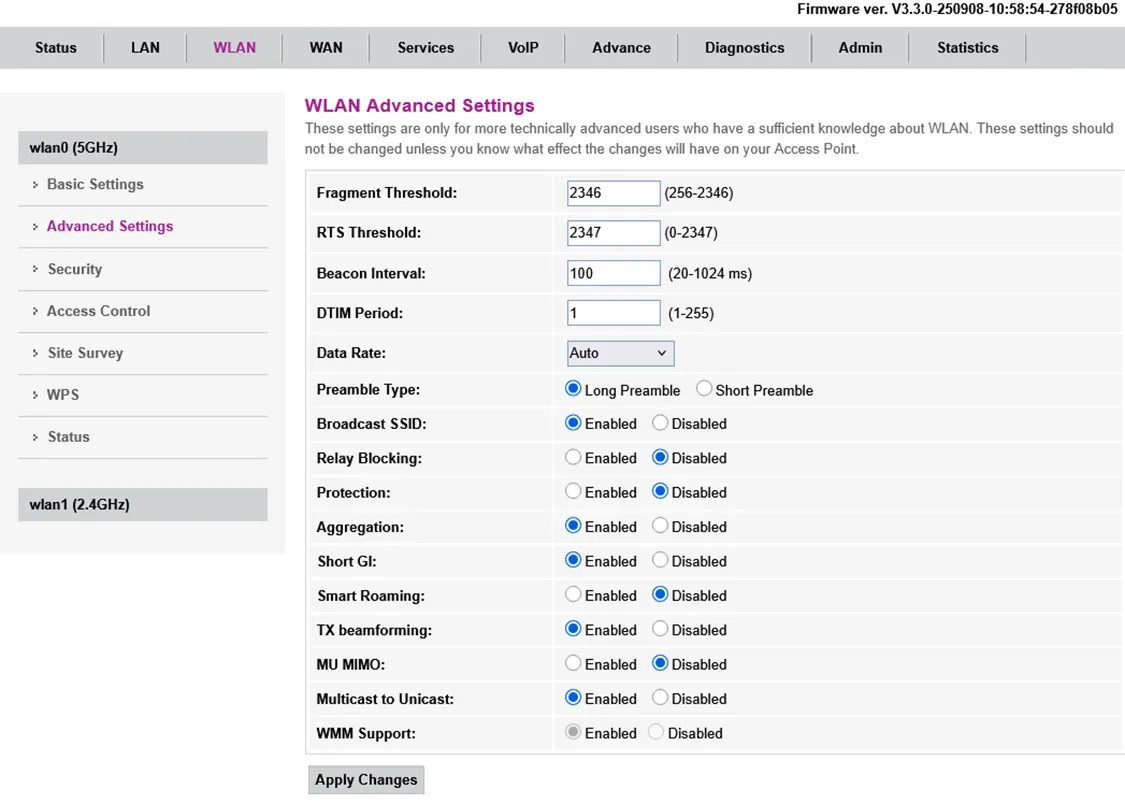 Firmware ver. V3.3.0-250908-10:58:54-278f08b05
Status LAN WLAN WAN Services VoIP Advance Diagnostics Admin Statistics
wlan0 (5GHz)
Basic Settings
Advanced Settings
Security
Access Control
Site Survey
WPS
Status
wlan1 (2.4GHz)
WLAN Advanced Settings
These settings are only for more technically advanced users who have a sufficient knowledge about WLAN. These settings should
not be changed unless you know what effect the changes will have on your Access Point.
Fragment Threshold: 2346 (256-2346)
RTS Threshold: 2347 (0-2347)
Beacon Interval: 100 (20-1024 ms)
DTIM Period: 1 (1-255)
Data Rate: Auto
Preamble Type: Long Preamble Short Preamble
Broadcast SSID: Enabled Disabled
Relay Blocking: Enabled Disabled
Protection: Enabled Disabled
Aggregation: Enabled Disabled
Short GI: Enabled Disabled
Smart Roaming: Enabled Disabled
TX beamforming: Enabled Disabled
MU MIMO: Enabled Disabled
Multicast to Unicast: Enabled Disabled
WMM Support: Enabled Disabled
Apply Changes